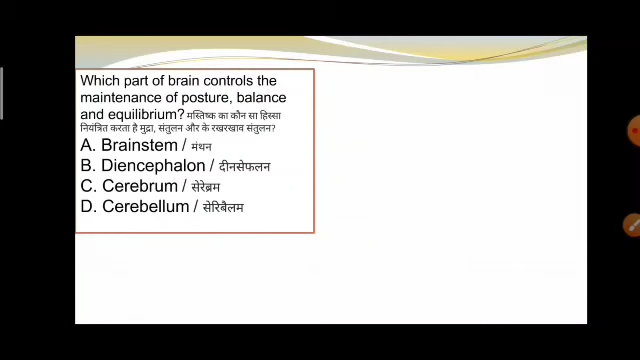 Which part of brain controls the
maintenance of posture, balance
and equilibrium? मस्तिष्क का कौन सा हिस्सा
नियंत्रित करता है मुद्रा, संतुलन और के रखरखाव संतुलन?
A. Brainstem / मंथन
B. Diencephalon / दीनसेफलन
C. Cerebrum / सेरेब्रम
D. Cerebellum / सेरिबैलम